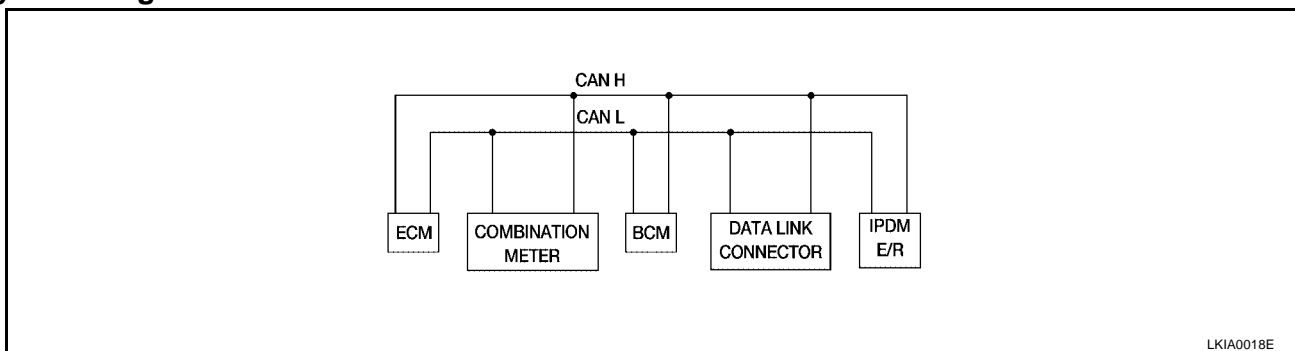 CAN H
CAN L
ECM
COMBINATION
METER
BCM
DATA LINK
CONNECTOR
IPDM
E/R
LKIA0018E